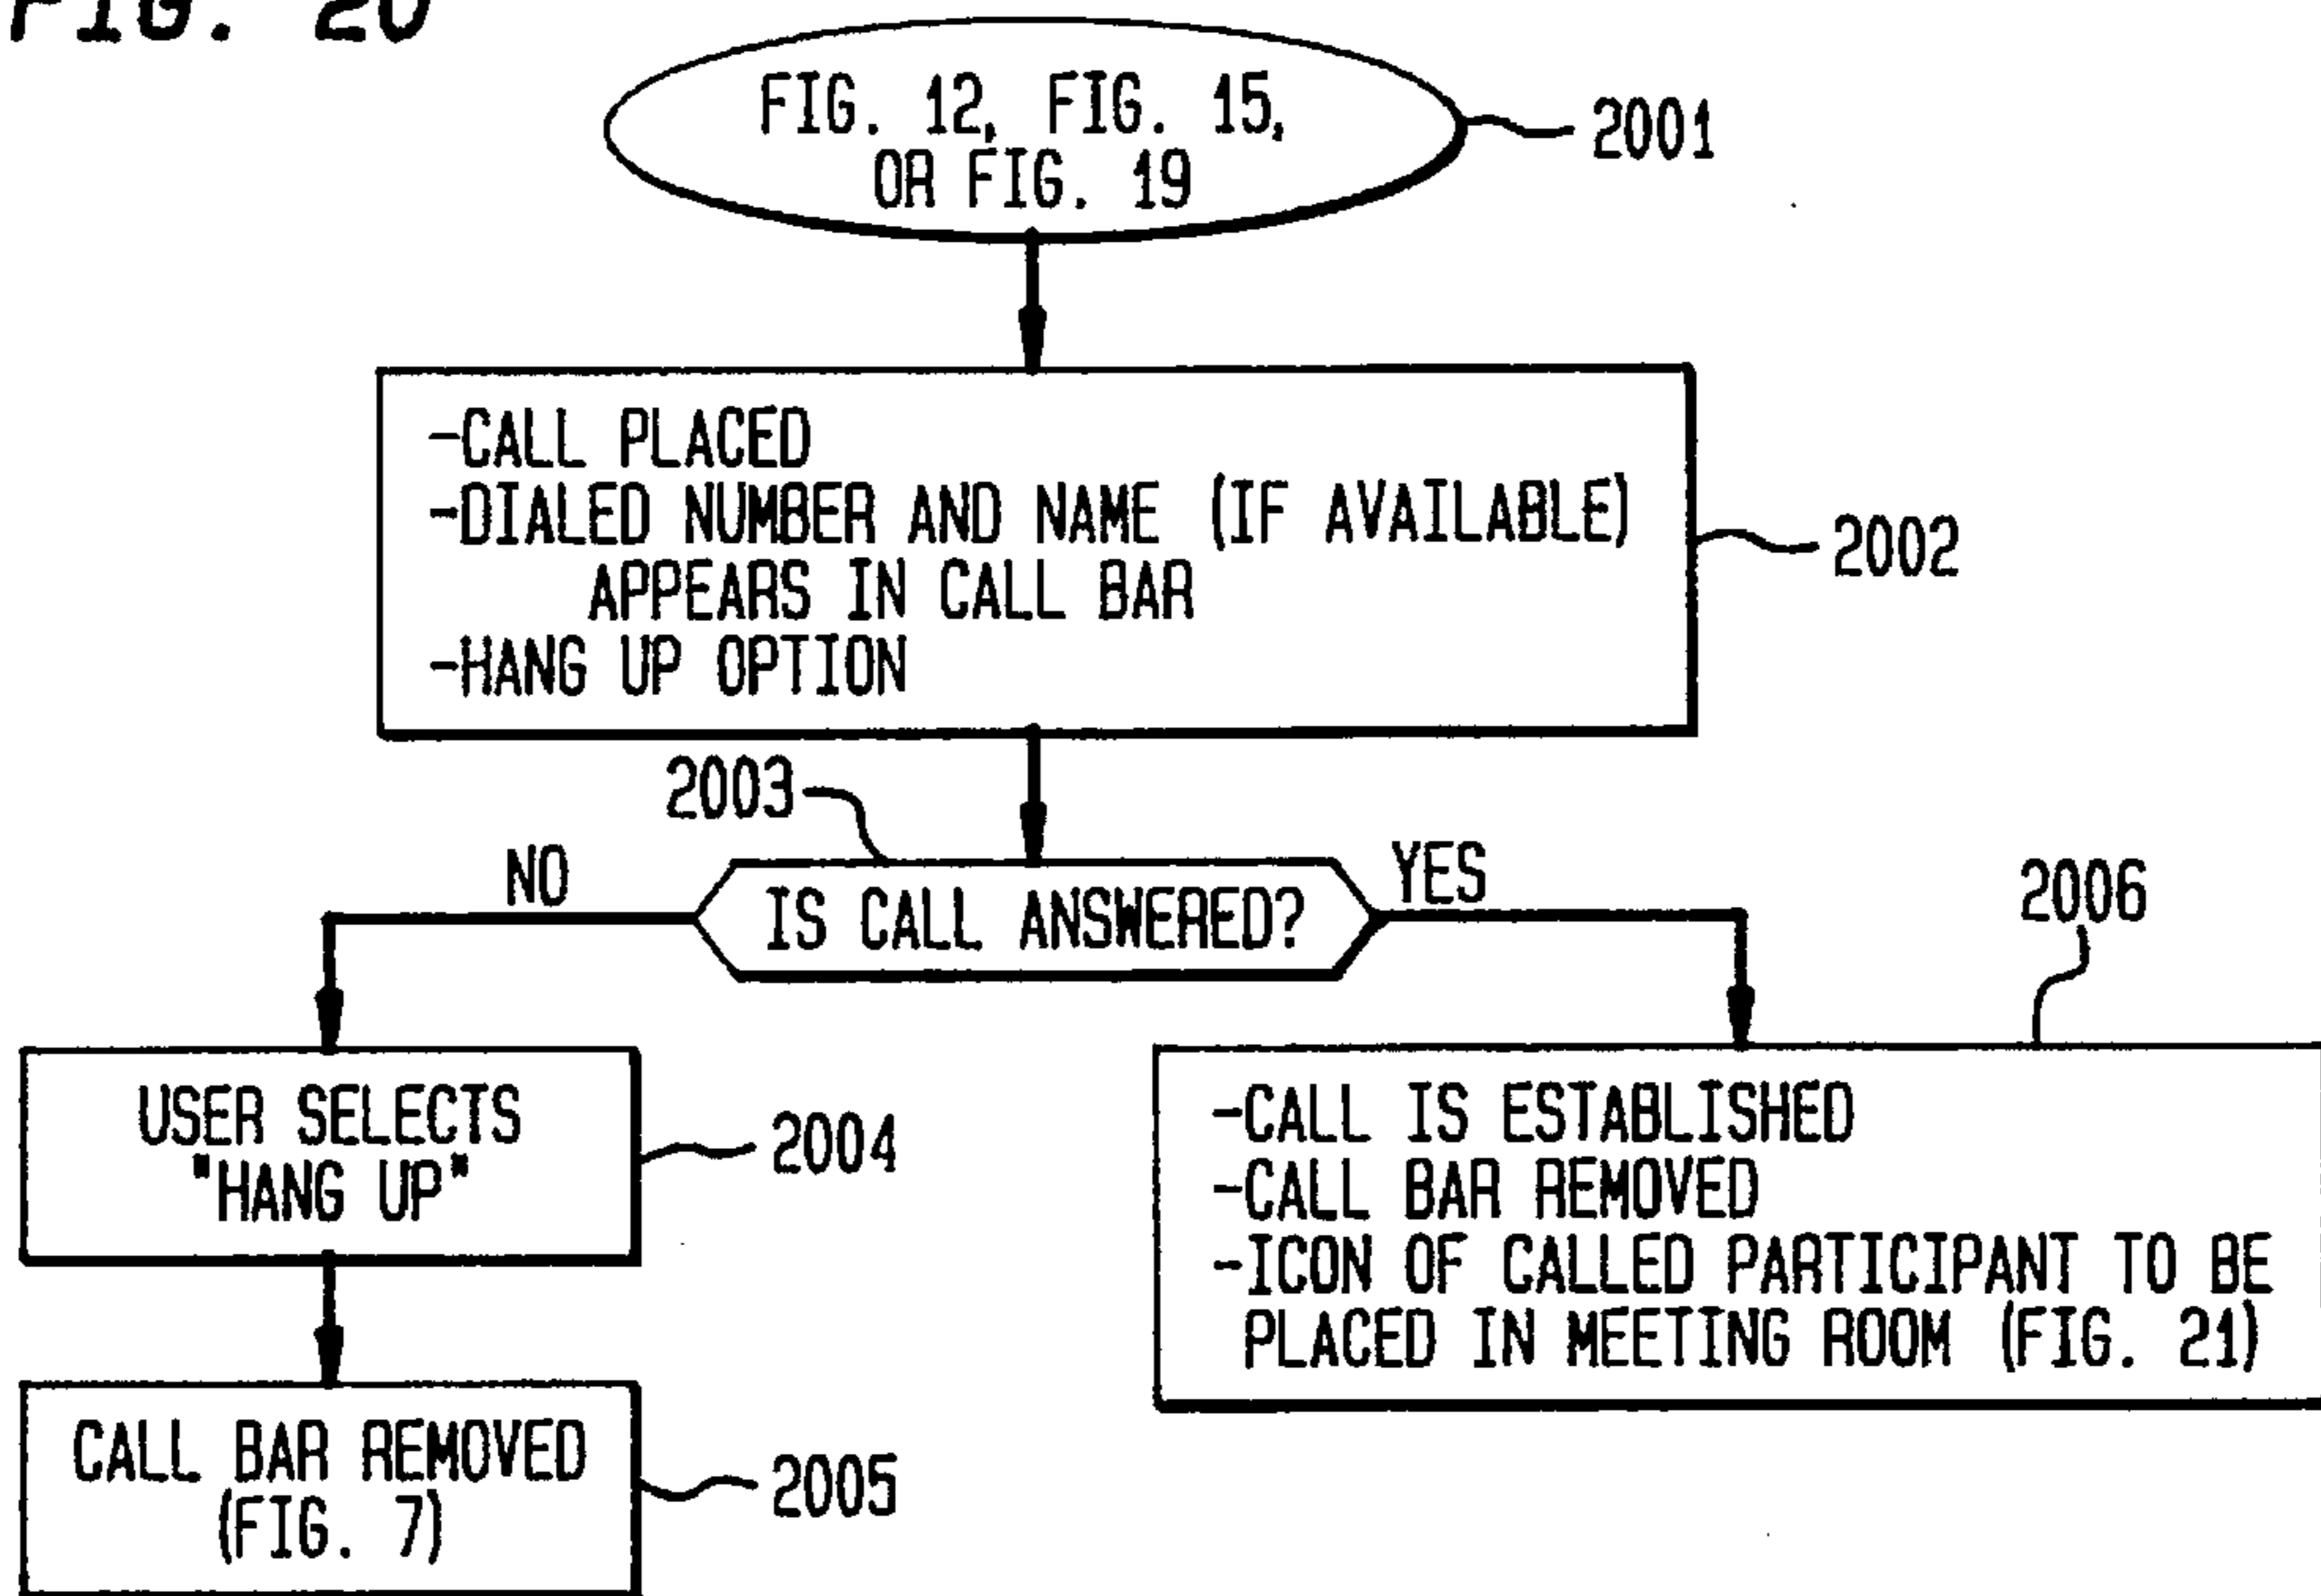 FIG. 20
FIG. 12, FIG. 15,
OR FIG. 19
2001
-CALL PLACED
-DIALED NUMBER AND NAME (IF AVAILABLE)
APPEARS IN CALL BAR
-HANG UP OPTION
2002
2003
NO
YES
IS CALL ANSWERED?
2006
USER SELECTS
"HANG UP"
2004
-CALL IS ESTABLISHED
-CALL BAR REMOVED
-ICON OF CALLED PARTICIPANT TO BE
PLACED IN MEETING ROOM (FIG. 21)
CALL BAR REMOVED
(FIG. 7)
2005